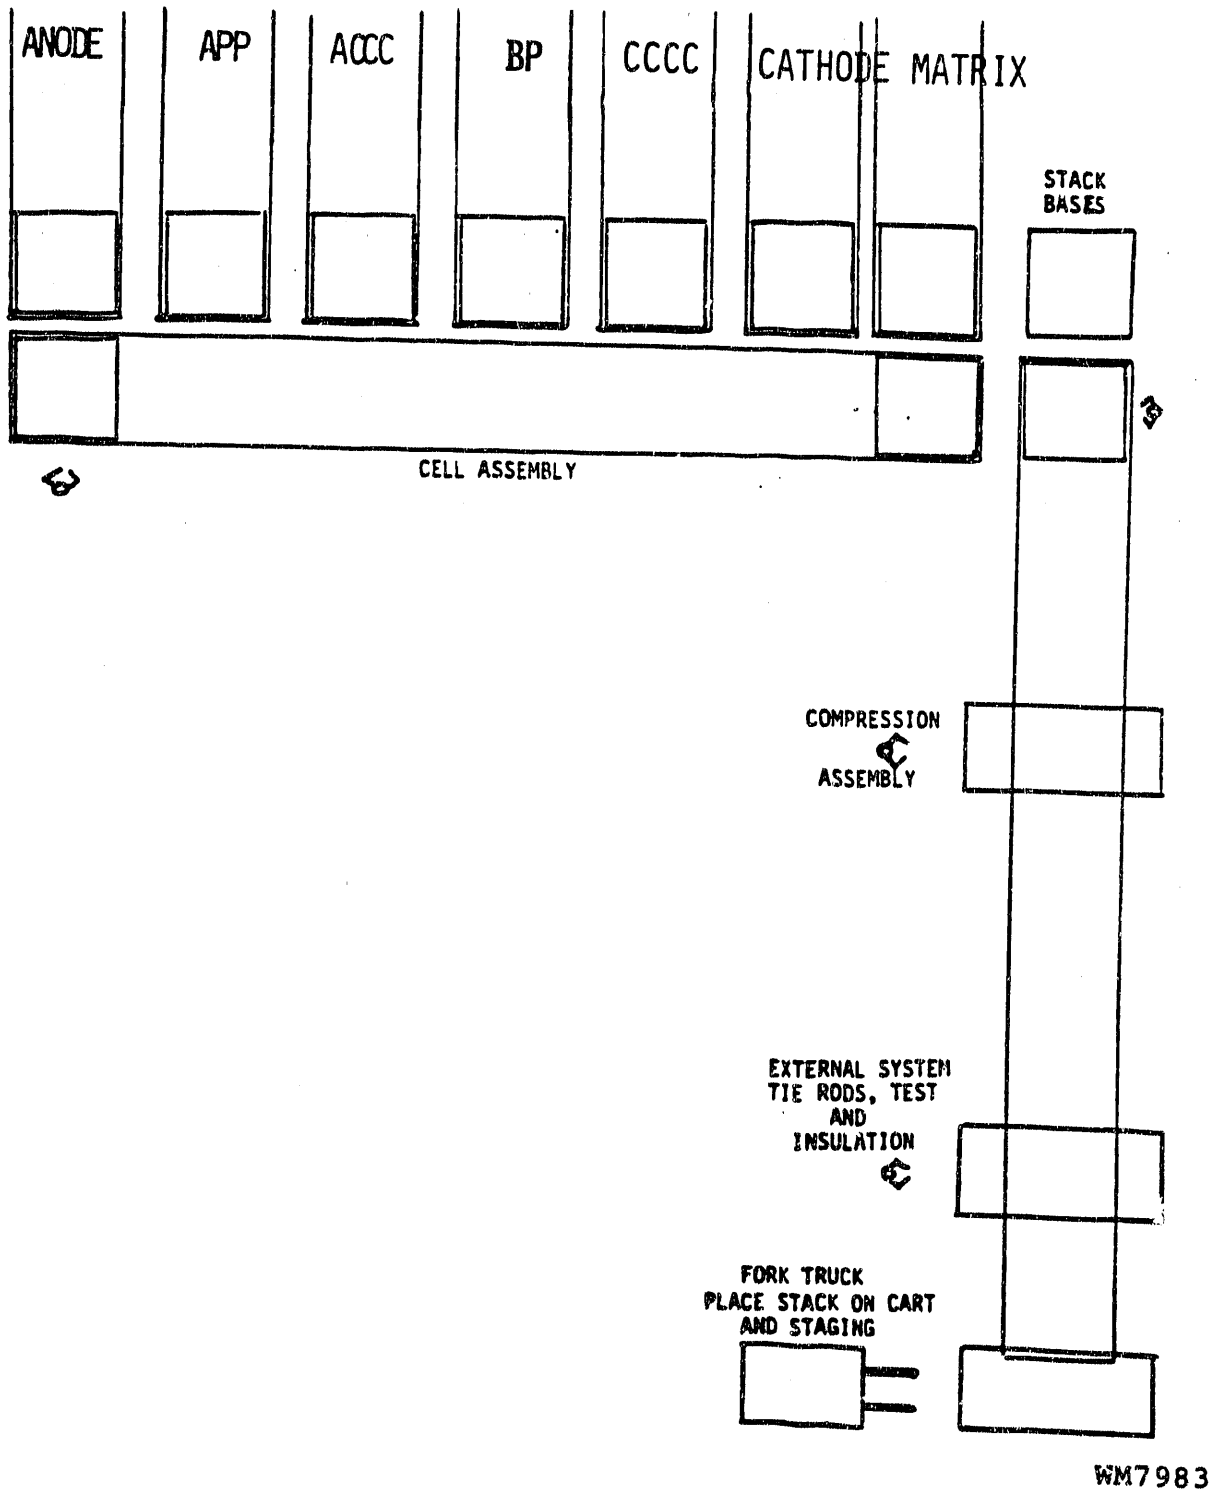 ANODE APP ACCC BP CCCC CATHODE MATRIX
STACK
BASES
CELL ASSEMBLY
COMPRESSION
ASSEMBLY
EXTERNAL SYSTEM
TIE RODS, TEST
AND
INSULATION
FORK TRUCK
PLACE STACK ON CART
AND STAGING
WM7983